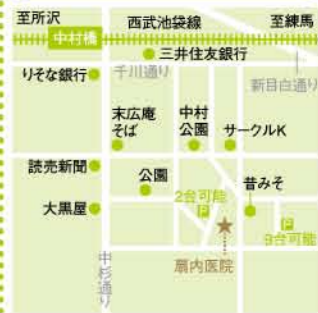 至所沢
西武池袋線
至練馬
中村橋
三井住友銀行
りそな銀行
千川通り
新目白通り
末広庵
そば
中村
公園
サークルK
読売新聞
公園
昔みそ
2台可能
P
大黒屋
P
9台可能
中杉通り
扇内医院